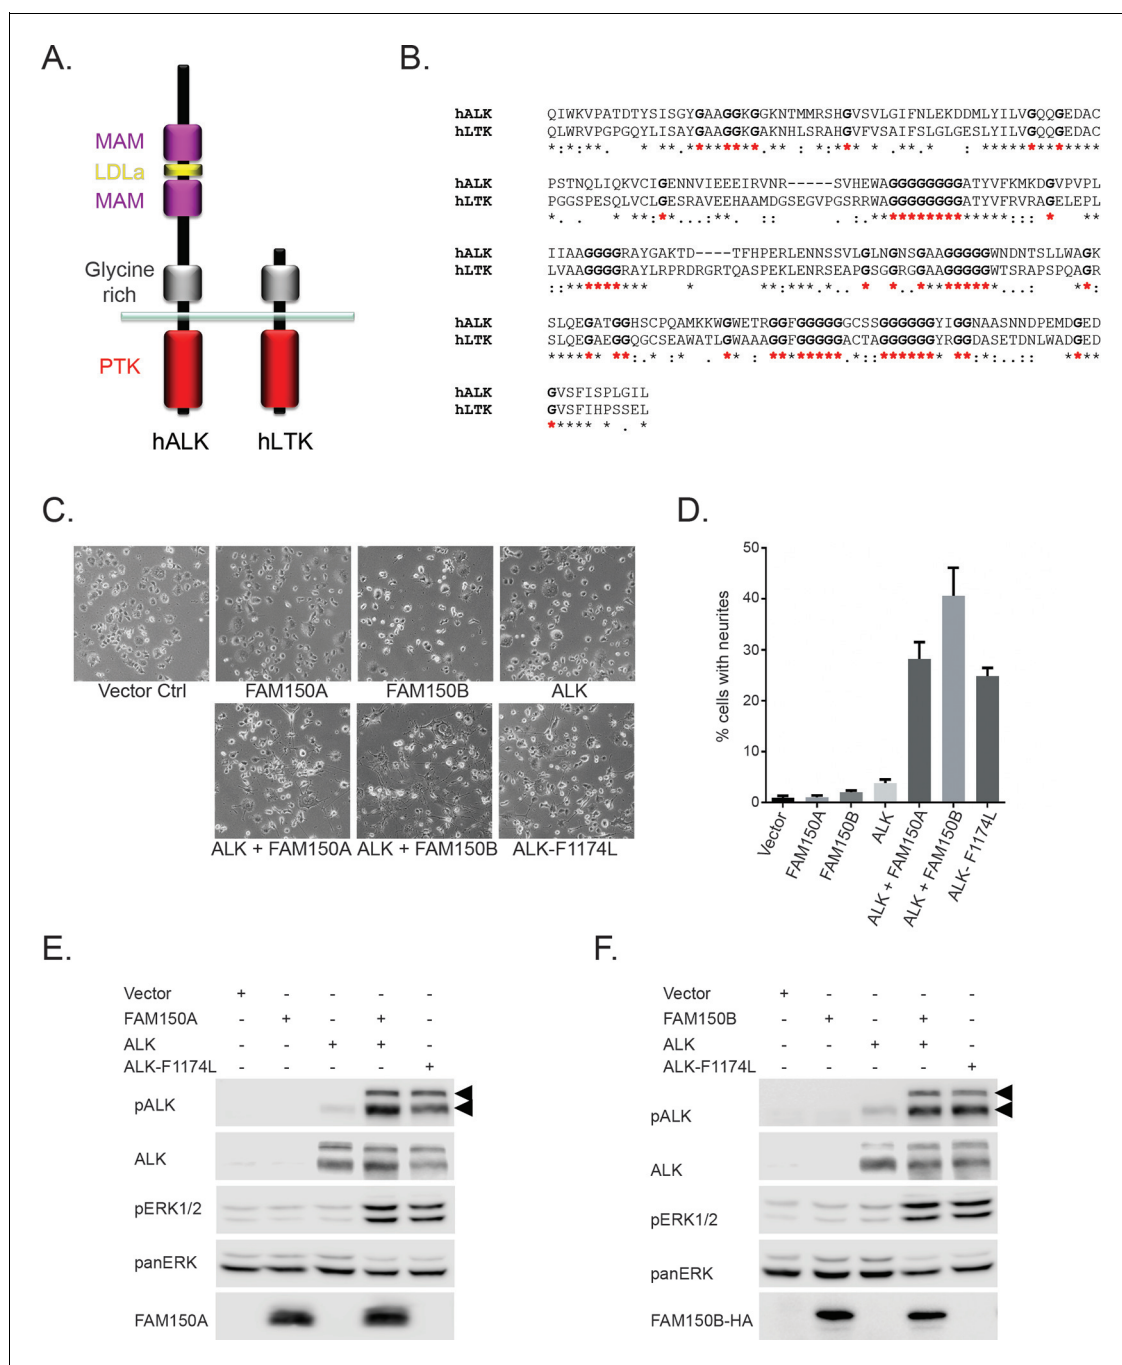 A.
MAM
LDLa
MAM
Glycine
rich
PTK
hALK hLTK
B.
hALK QIWKVPATDTYSISGYGAAGGKGGKNTMMRSHGVSVLGIFNLEKDDMLYILVGQQGEDAC
hLTK QLWRVPGPGQYLISAYGAAGGKGAKNHLSRAHGVFVSAIFSLGLGESLYILVGQQGEDAC
hALK PSTNQLIQKVCIGENNVIEEEIRVNR-----SVHEWAGGGGGGGGATYVFKMKDGVPVPL
hLTK PGGSPESQLVCLGESRAVEEHAAMDGSEGVPGSRRWAGGGGGGGGATYVFRVRAGELEPL
hALK IIAAGGGGRAYGAKTD----TFHPERLENNSSVLGLNGNSGAAGGGGGWNDNTSLLWAGK
hLTK LVAAGGGGRAYLRPRDRGRTQASPEKLENRSEAPGSGGRGGAAGGGGGWTSRAPSPQAGR
hALK SLQEGATGGHSCPQAMKKWGWETRGGFGGGGGGCSSGGGGGGYIGGNAASNNDPEMDGED
hLTK SLQEGAEGGQGCSEAWATLGWAAAGGFGGGGGACTAGGGGGGYRGGDASETDNLWADGED
hALK GVSFISPLGIL
hLTK GVSFIHPSSEL
C.
Vector Ctrl FAM150A FAM150B ALK
ALK + FAM150A ALK + FAM150B ALK-F1174L
D.
% cells with neurites
50
40
30
20
10
0
Vector
FAM150A
FAM150B
ALK
ALK + FAM150A
ALK + FAM150B
ALK- F1174L
E.
Vector + - - - -
FAM150A - + - + -
ALK - - + + -
ALK-F1174L - - - - +
pALK
ALK
pERK1/2
panERK
FAM150A
F.
Vector + - - - -
FAM150B - + - + -
ALK - - + + -
ALK-F1174L - - - - +
pALK
ALK
pERK1/2
panERK
FAM150B-HA